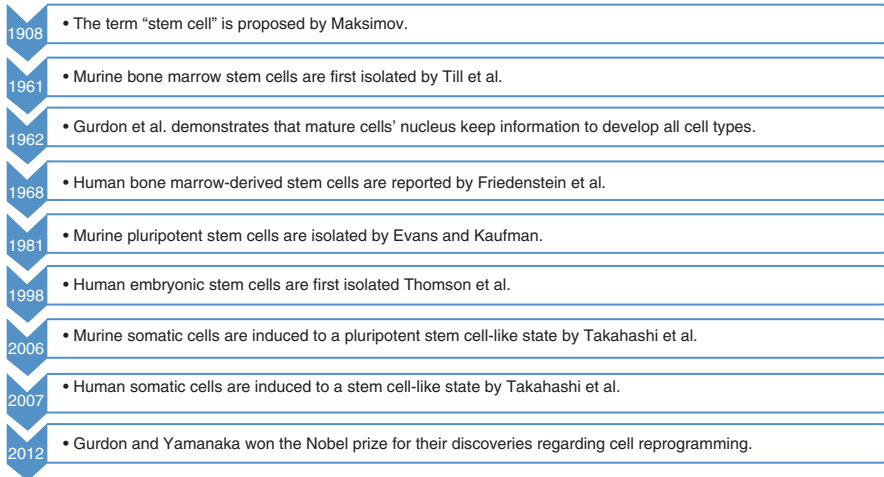 1908 • The term “stem cell” is proposed by Maksimov.
1961 • Murine bone marrow stem cells are first isolated by Till et al.
1962 • Gurdon et al. demonstrates that mature cells’ nucleus keep information to develop all cell types.
1968 • Human bone marrow-derived stem cells are reported by Friedenstein et al.
1981 • Murine pluripotent stem cells are isolated by Evans and Kaufman.
1998 • Human embryonic stem cells are first isolated Thomson et al.
2006 • Murine somatic cells are induced to a pluripotent stem cell-like state by Takahashi et al.
2007 • Human somatic cells are induced to a stem cell-like state by Takahashi et al.
2012 • Gurdon and Yamanaka won the Nobel prize for their discoveries regarding cell reprogramming.